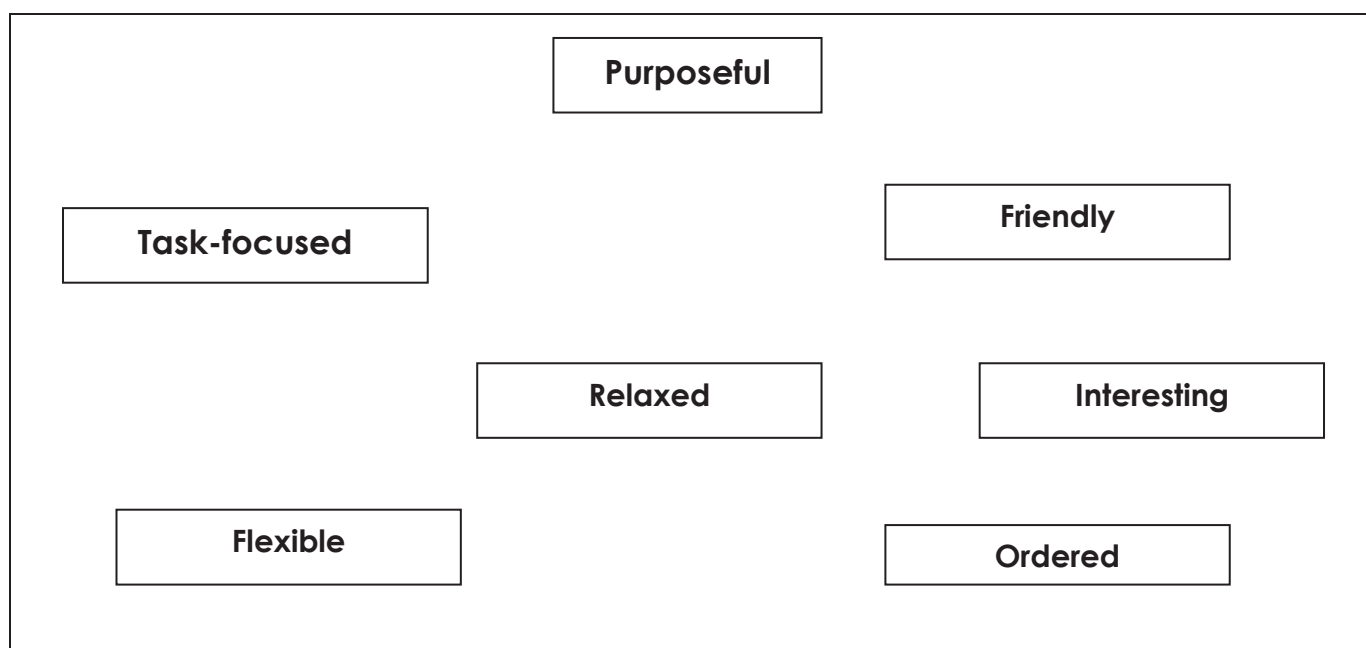 Purposeful
Friendly
Task-focused
Relaxed
Interesting
Flexible
Ordered